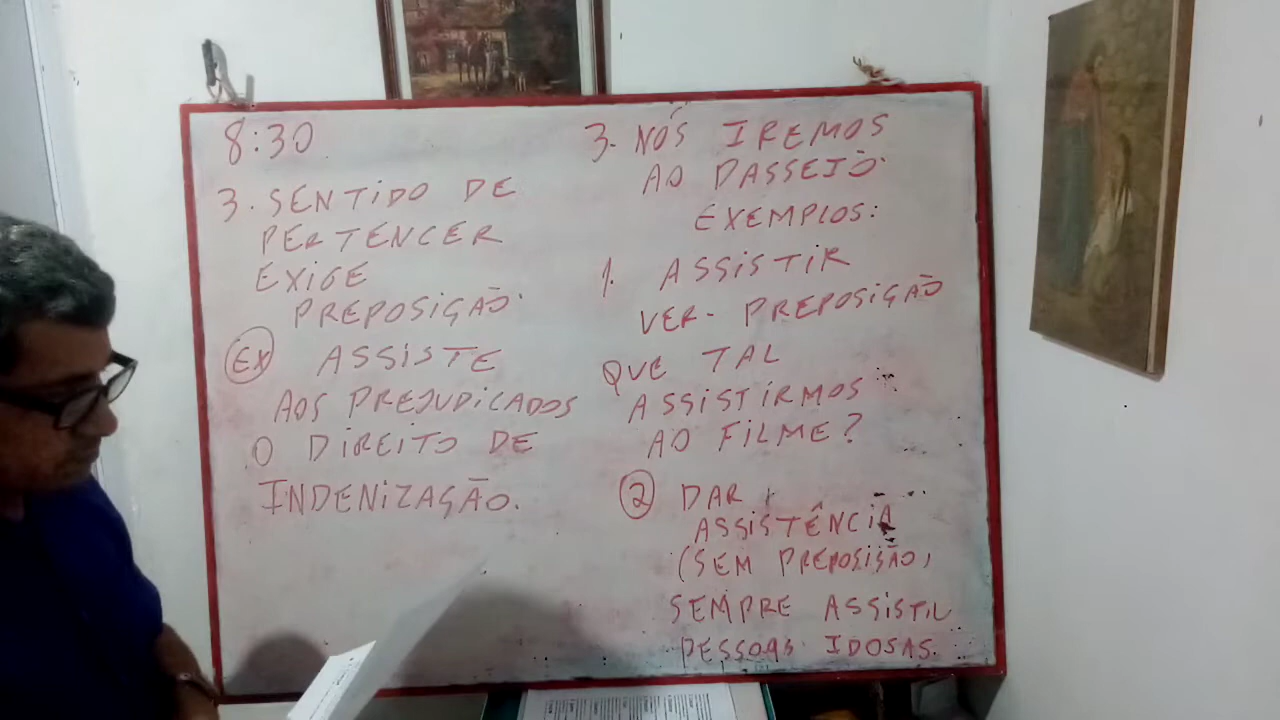 8:30
3. SENTIDO DE
PERTENCER
EXIGE
PREPOSIÇÃO.
EX ASSISTE
AOS PREJUDICADOS
O DIREITO DE
INDENIZAÇÃO.
3. NÓS IREMOS
AO PASSEIO.
EXEMPLOS:
1. ASSISTIR
VER - PREPOSIÇÃO
QUE TAL
ASSISTIRMOS
AO FILME?
2 DAR
ASSISTÊNCIA
(SEM PREPOSIÇÃO)
SEMPRE ASSISTIU
PESSOAS IDOSAS.